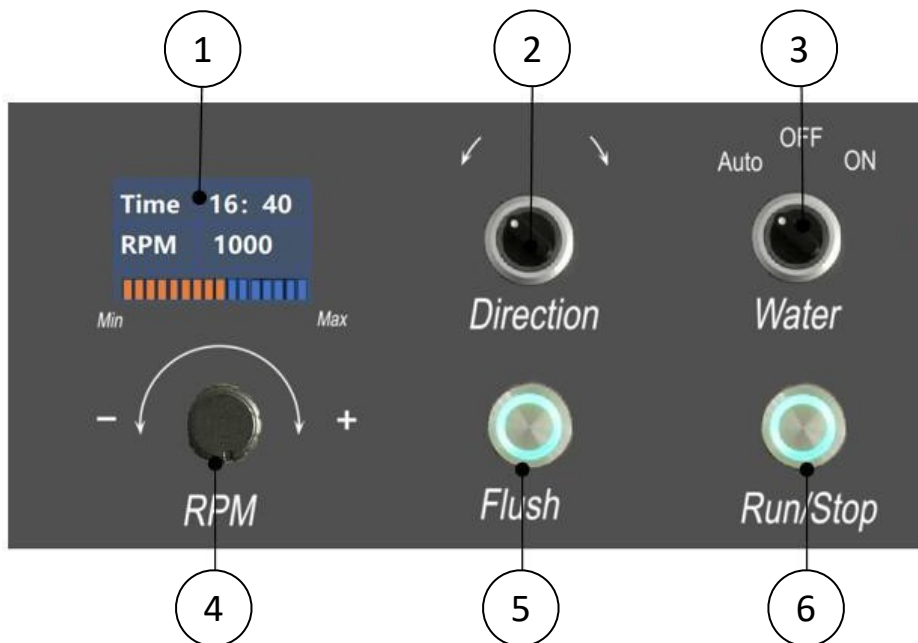 1
2
3
Time 16: 40
RPM 1000
Min
Max
Auto
OFF
ON
Direction
Water
− +
RPM
Flush
Run/Stop
4
5
6